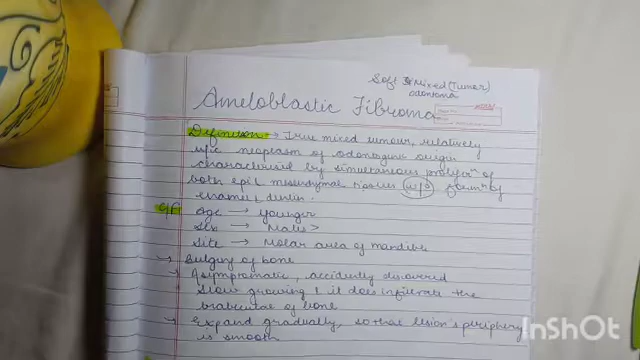 Soft & Mixed (Tumor)
odontoma
Ameloblastic Fibroma
Definition → True mixed tumour, relatively
neoplasm of odonogenic origin
characterised by simultaneous prolifn of
both epi & mesenchymal tissues w/o formn of
enamel & dentin.
C/F Age → younger
Sex → Males >
Site → Molar area of mandible
→ Bulging of bone
→ Asymptomatic, accidently discovered
slow growing & it does infiltrate the
trabeculae of bone
→ Expand gradually, so that lesion's periphery
is smooth
InShOt